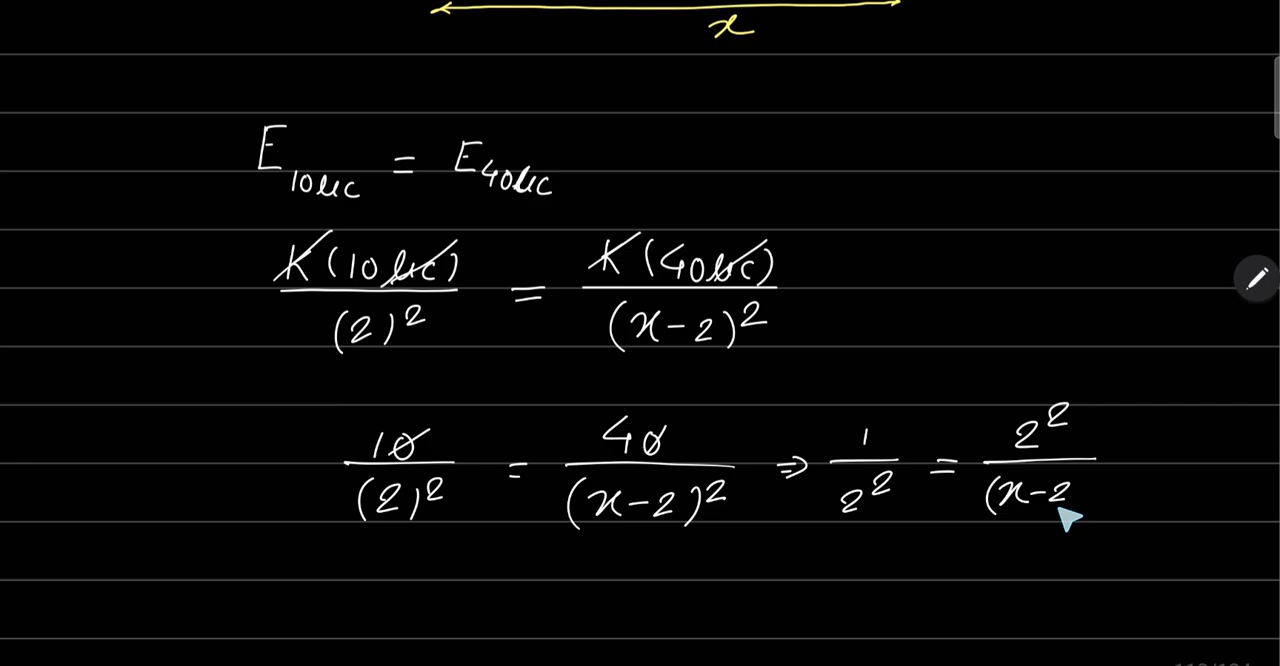 x
E₁₀μc = E₄₀μc
K(10μc)/(2)² = K(40μc)/(x-2)²
10/(2)² = 40/(x-2)² ⇒ 1/2² = 2²/(x-2